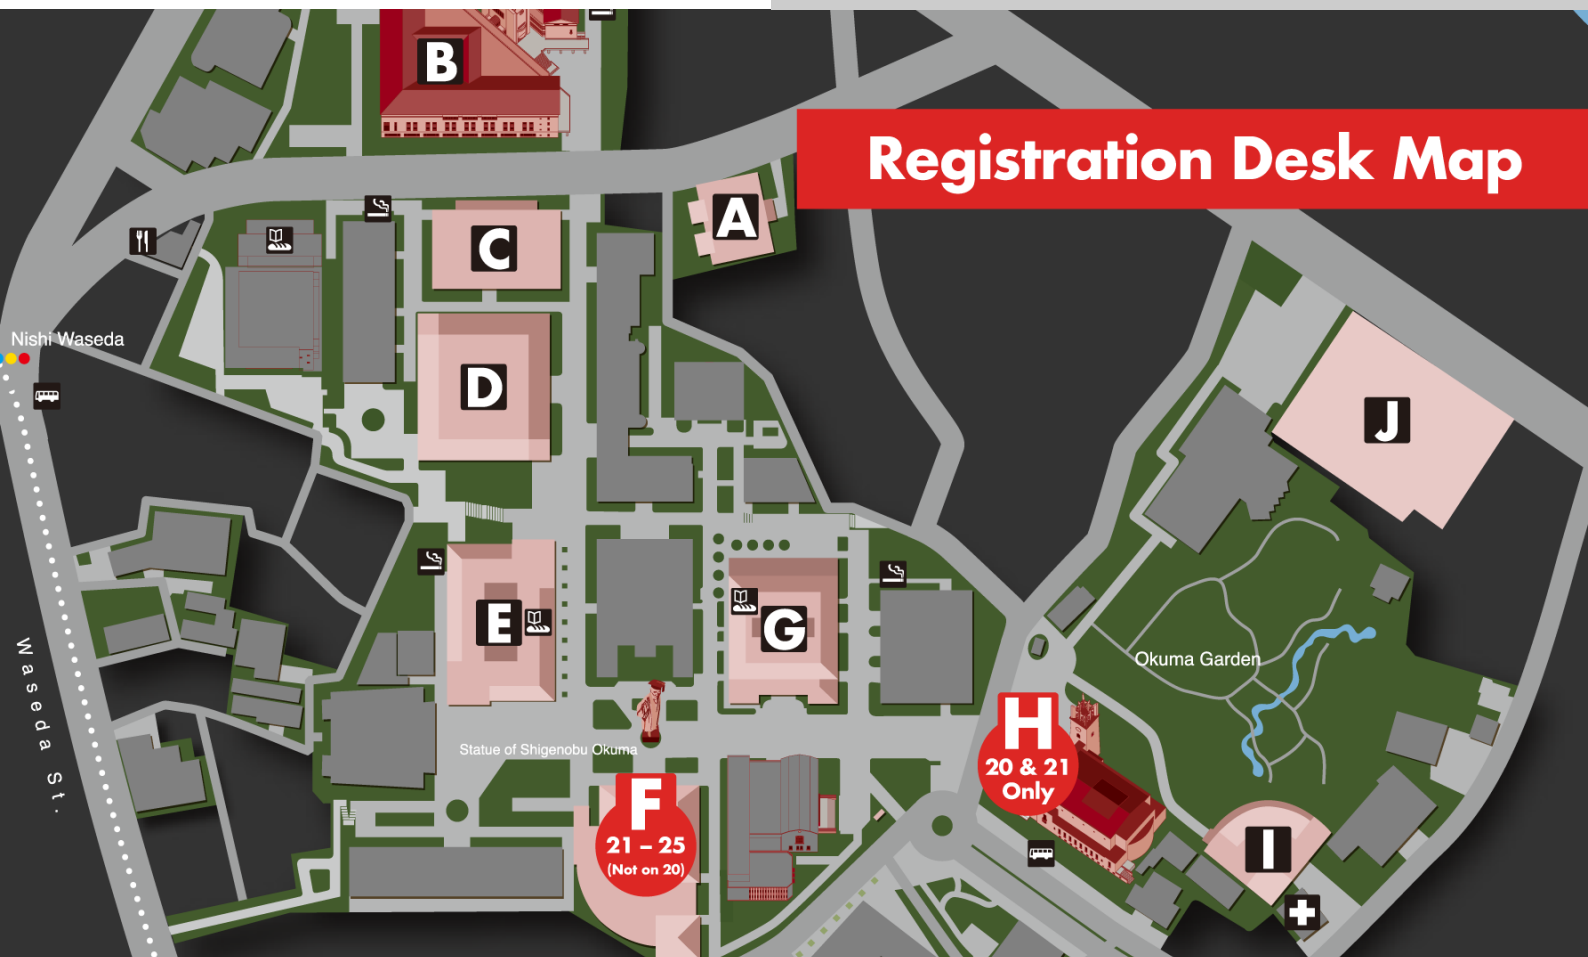 B
Registration Desk Map
A
C
Nishi Waseda
D
J
E
G
Waseda St.
Okuma Garden
H
20 & 21
Only
Statue of Shigenobu Okuma
F
21 – 25
(Not on 20)
I